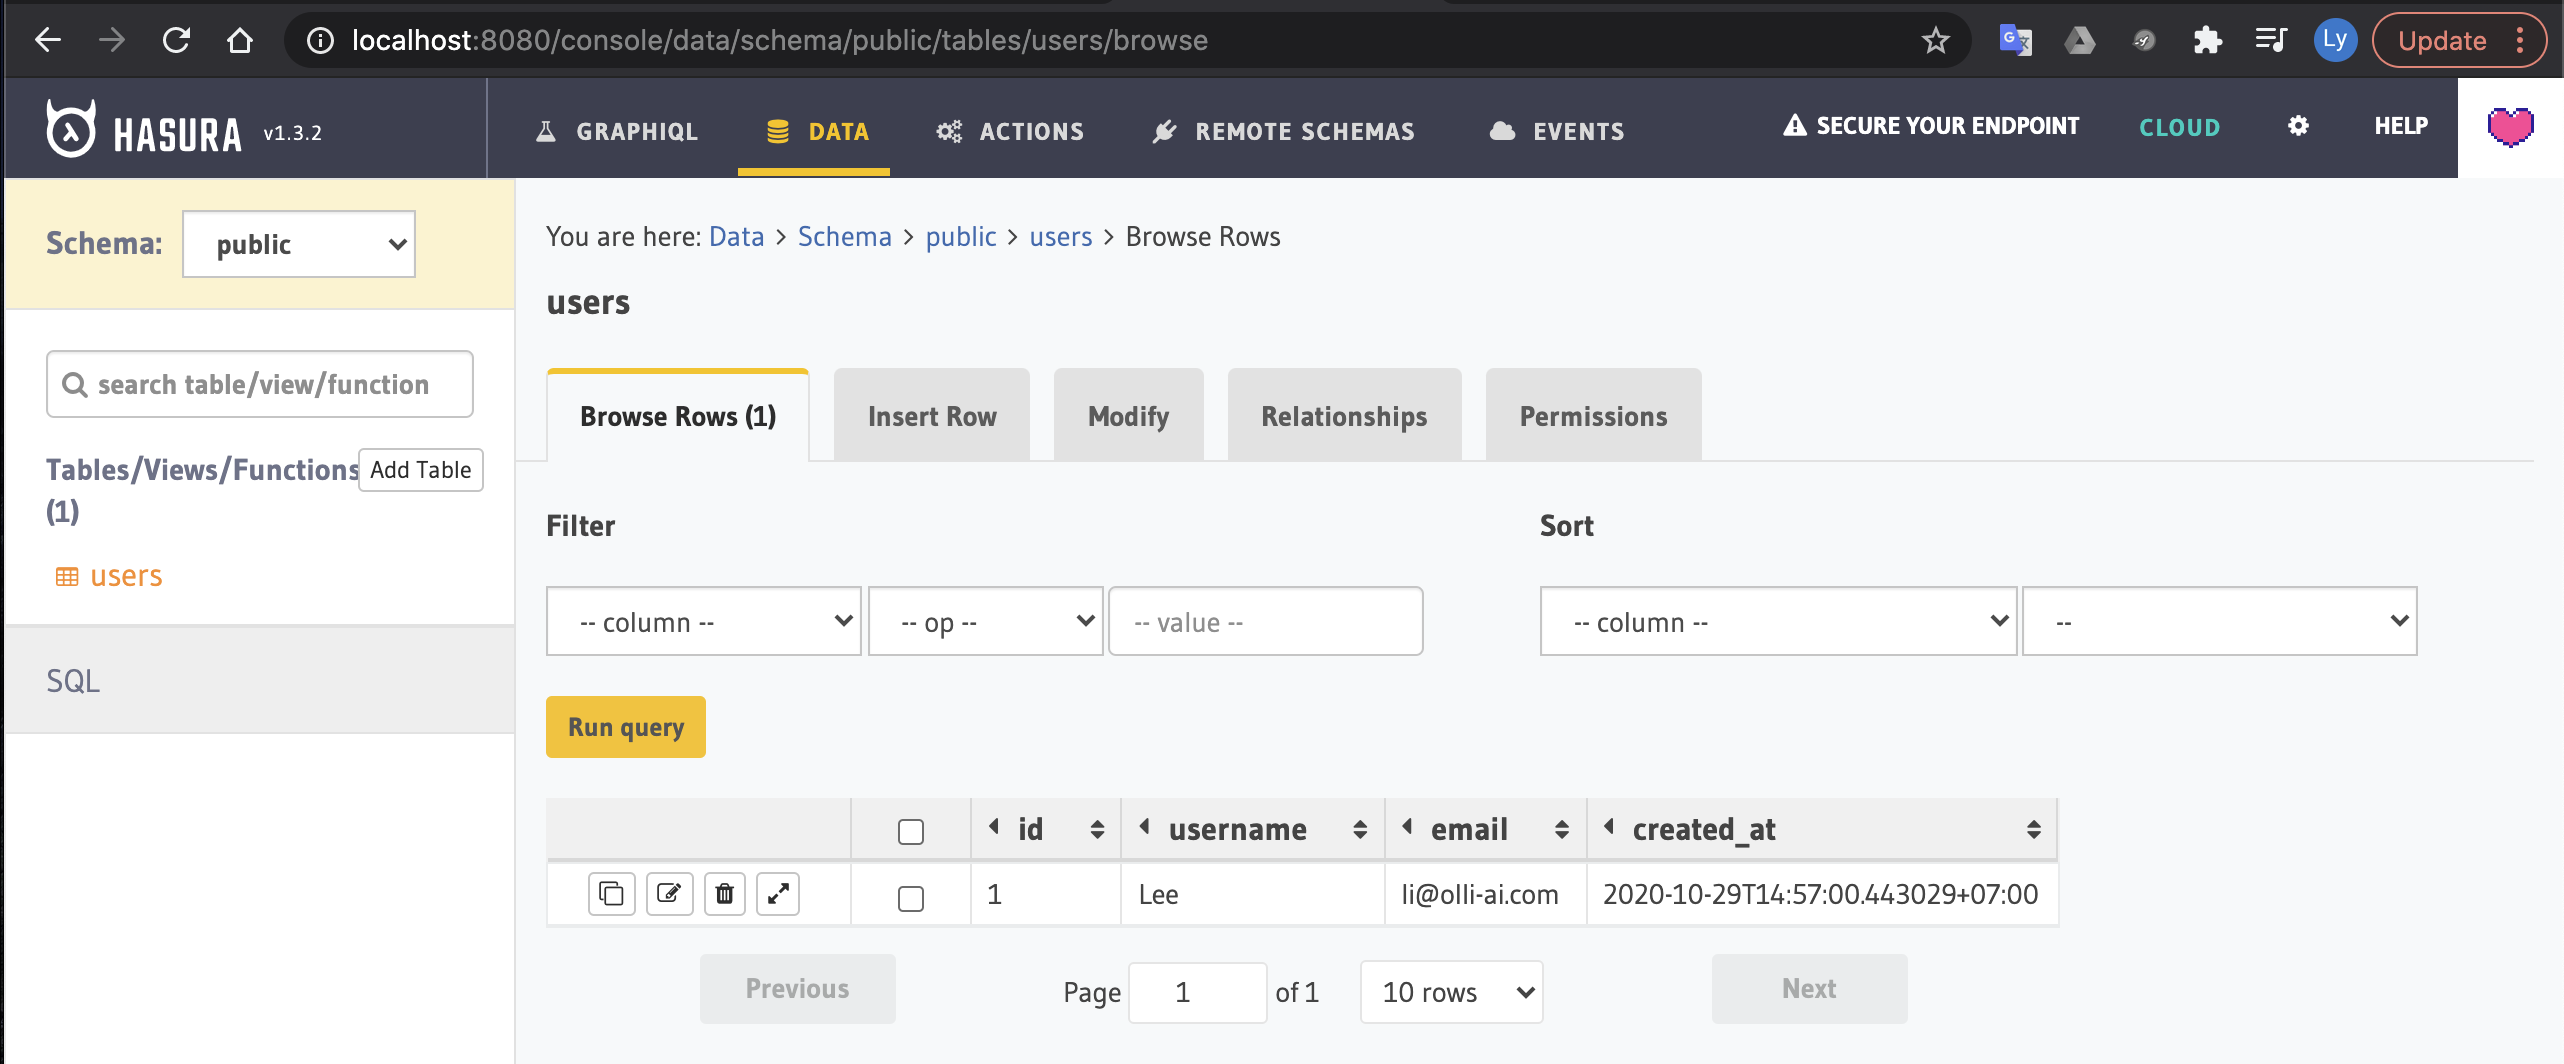 localhost:8080/console/data/schema/public/tables/users/browse
Ly
Update
HASURA v1.3.2
GRAPHIQL
DATA
ACTIONS
REMOTE SCHEMAS
EVENTS
SECURE YOUR ENDPOINT
CLOUD
HELP
Schema: public
search table/view/function
Tables/Views/Functions (1)
Add Table
users
SQL
You are here: Data > Schema > public > users > Browse Rows
users
Browse Rows (1)
Insert Row
Modify
Relationships
Permissions
Filter
Sort
-- column --
-- op --
-- value --
-- column --
--
Run query
id username email created_at
1 Lee li@olli-ai.com 2020-10-29T14:57:00.443029+07:00
Previous
Page 1 of 1
10 rows
Next